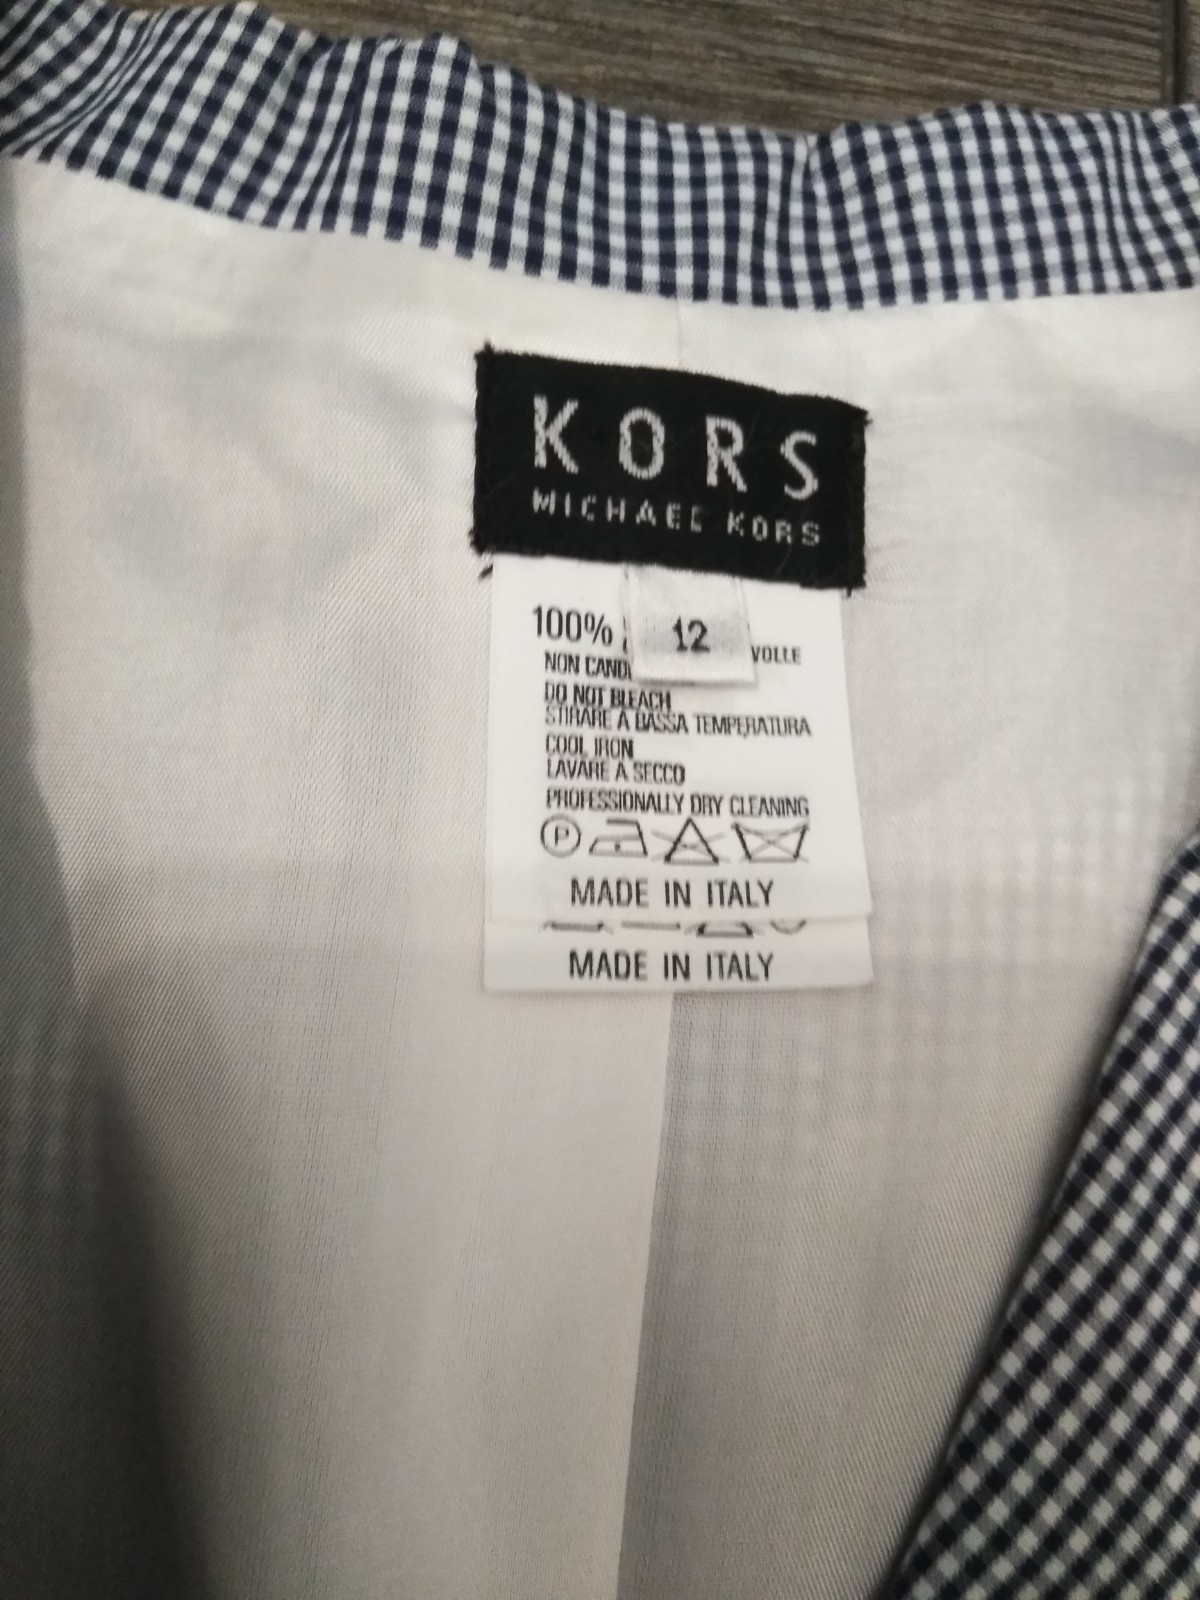 KORS
MICHAEL KORS
12
100%
NON
DO NOT BLEACH
STIRARE A BASSA TEMPERATURA
COOL IRON
LAVARE A SECCO
PROFESSIONALLY DRY CLEANING
P
MADE IN ITALY
MADE IN ITALY